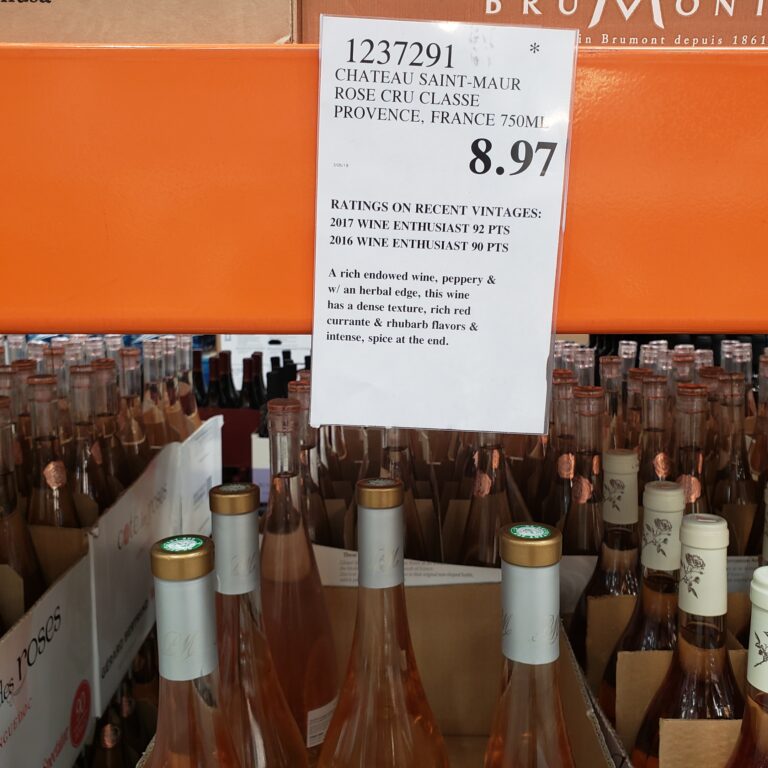 BRUMONT
in Brumont depuis 1861
1237291 *
CHATEAU SAINT-MAUR
ROSE CRU CLASSE
PROVENCE, FRANCE 750ML
8.97
RATINGS ON RECENT VINTAGES:
2017 WINE ENTHUSIAST 92 PTS
2016 WINE ENTHUSIAST 90 PTS
A rich endowed wine, peppery &
w/ an herbal edge, this wine
has a dense texture, rich red
currante & rhubarb flavors &
intense, spice at the end.
roses